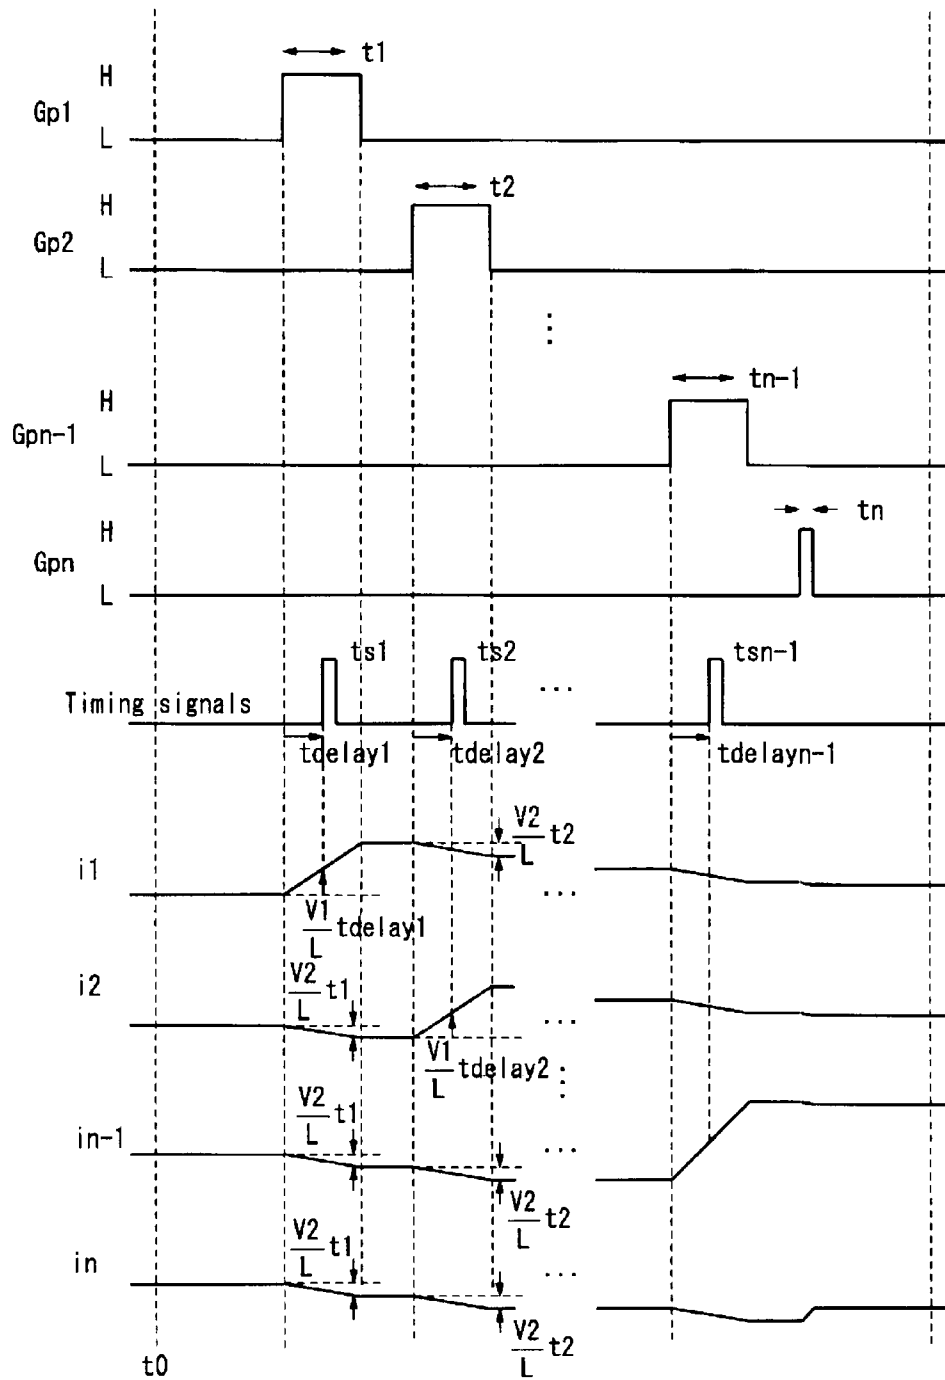 t1
H
Gp1
L
t2
H
Gp2
L
⋮
tn-1
H
Gpn-1
L
tn
H
Gpn
L
ts1 ts2 tsn-1
...
Timing signals
tdelay1 tdelay2 tdelayn-1
V2/L t2
i1
...
V1/L tdelay1
i2
V2/L t1
...
V1/L tdelay2
⋮
V2/L t1
in-1
...
V2/L t2
V2/L t1
in
...
V2/L t2
t0